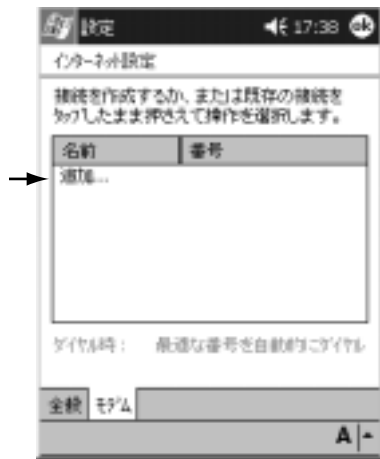 設定 17:38 ok
インターネット設定
接続を作成するか、または既存の接続を
タップしたまま押さえて操作を選択します。
名前 番号
追加...
ダイヤル時: 最適な番号を自動的にダイヤル
全般 モデム
A